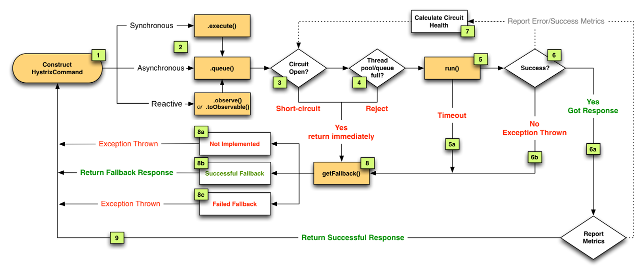 Calculate Circuit
Health
7
Report Error/Success Metrics
Synchronous
.execute()
2
1
Construct
HystrixCommand
Asynchronous
.queue()
Circuit
Open?
3
Thread
pool/queue
full?
4
run()
5
Success?
6
Reactive
.observe()
or .toObservable()
Short-circuit
Reject
Timeout
Yes
Got Response
Yes
return immediately
No
Exception Thrown
8a
Exception Thrown
Not Implemented
5a
6b
6a
8b
Return Fallback Response
Successful Fallback
getFallback()
8
8c
Exception Thrown
Failed Fallback
9
Return Successful Response
Report
Metrics